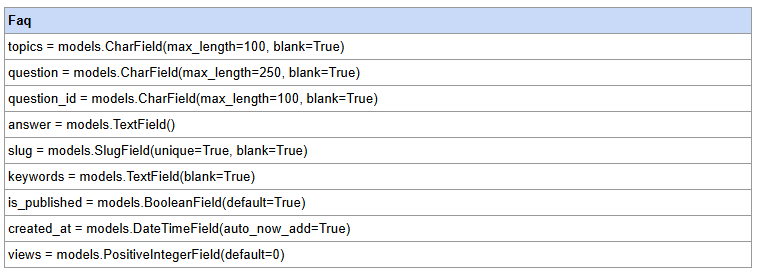 Faq
topics = models.CharField(max_length=100, blank=True)
question = models.CharField(max_length=250, blank=True)
question_id = models.CharField(max_length=100, blank=True)
answer = models.TextField()
slug = models.SlugField(unique=True, blank=True)
keywords = models.TextField(blank=True)
is_published = models.BooleanField(default=True)
created_at = models.DateTimeField(auto_now_add=True)
views = models.PositiveIntegerField(default=0)